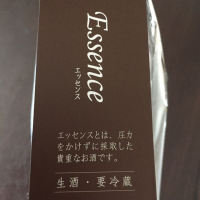 Essence
エッセンス
エッセンスとは、圧力
をかけずに採取した
貴重なお酒です。
生酒・要冷蔵